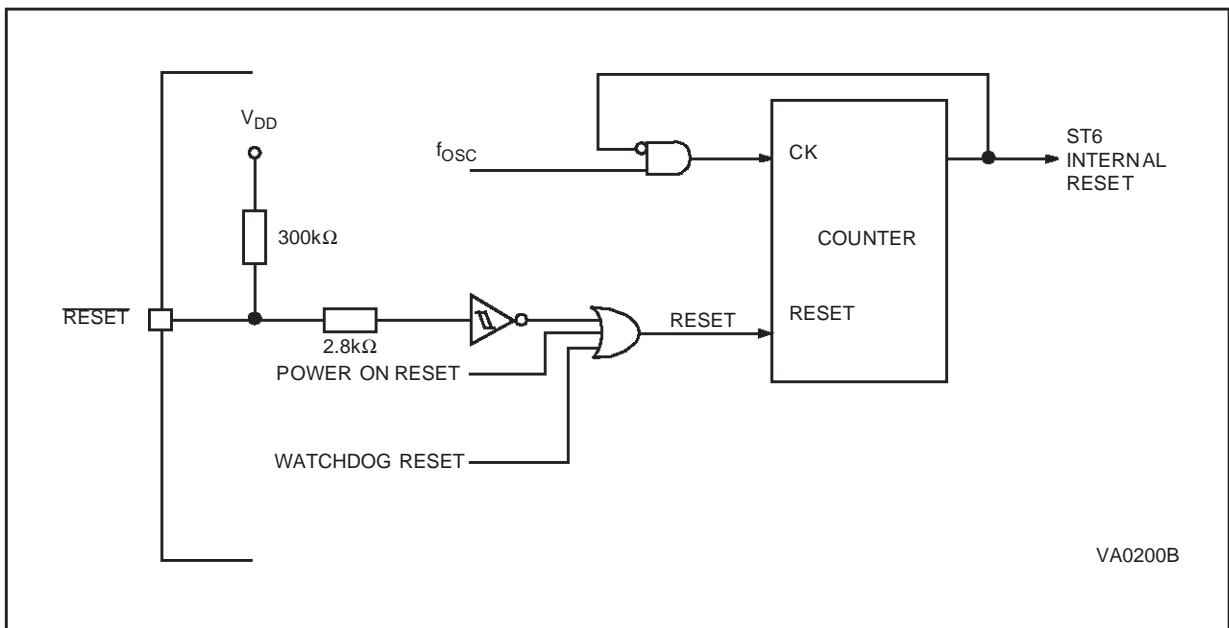 V_DD
300kΩ
RESET
2.8kΩ
POWER ON RESET
WATCHDOG RESET
f_OSC
RESET
CK
COUNTER
RESET
ST6
INTERNAL
RESET
VA0200B